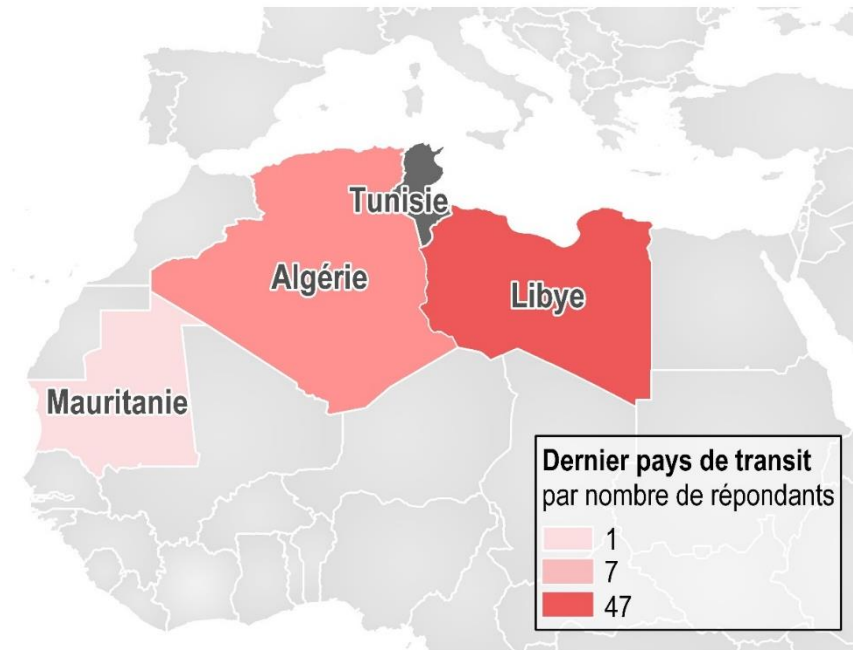 Tunisie
Algérie
Libye
Mauritanie
Dernier pays de transit
par nombre de répondants
1
7
47